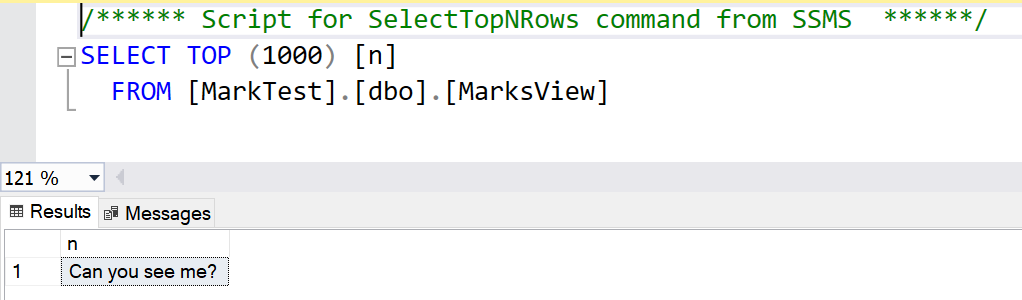 /****** Script for SelectTopNRows command from SSMS  ******/
SELECT TOP (1000) [n]
  FROM [MarkTest].[dbo].[MarksView]
121 %
Results Messages
n
1 Can you see me?